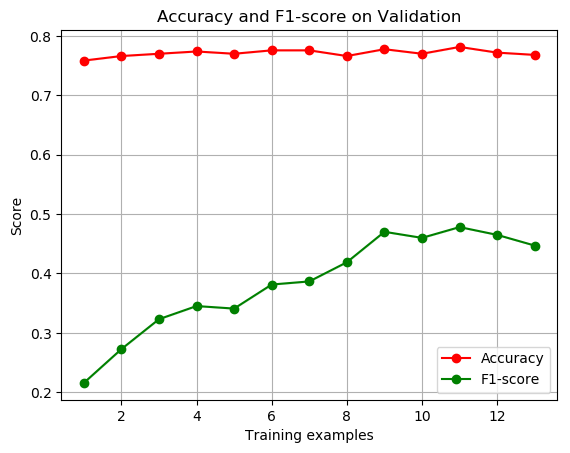 Accuracy and F1-score on Validation
0.8
0.7
0.6
0.5
0.4
0.3
0.2
Score
2 4 6 8 10 12
Training examples
Accuracy
F1-score